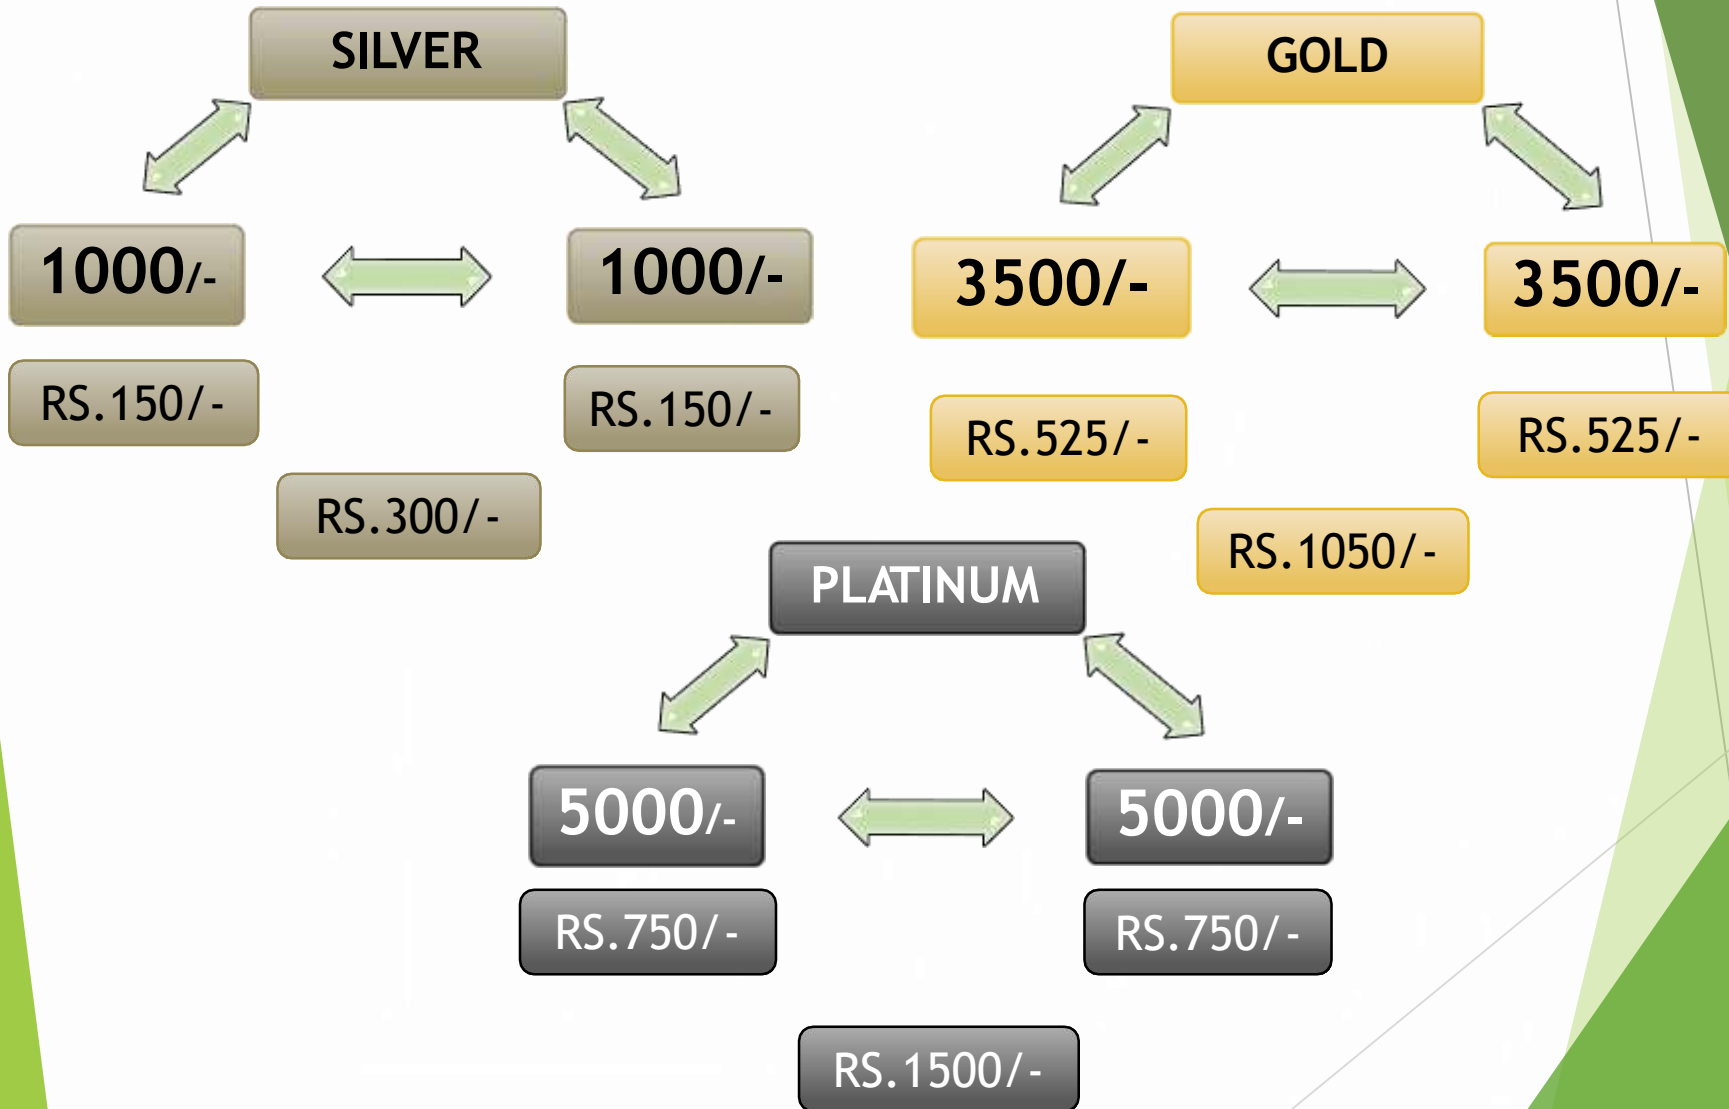 SILVER
1000/-
1000/-
RS.150/-
RS.150/-
RS.300/-
GOLD
3500/-
3500/-
RS.525/-
RS.525/-
RS.1050/-
PLATINUM
5000/-
5000/-
RS.750/-
RS.750/-
RS.1500/-